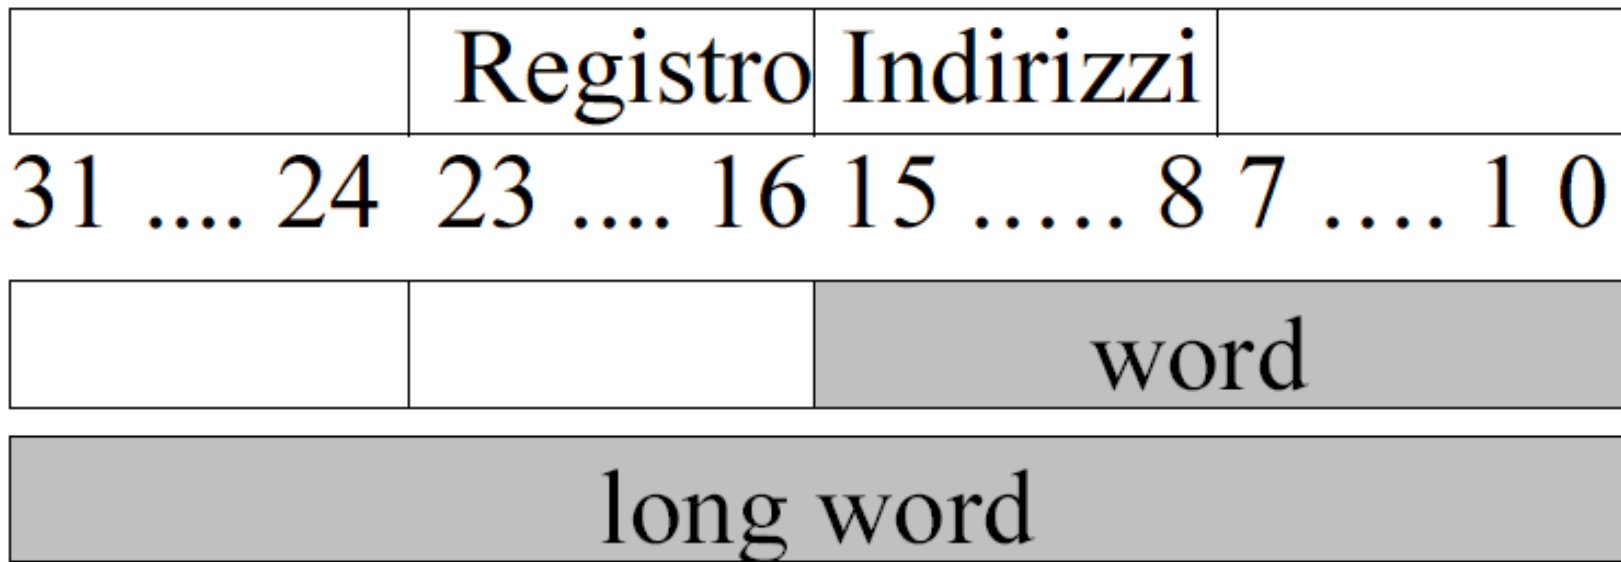 Registro Indirizzi
31 .... 24 23 .... 16 15 ..... 8 7 .... 1 0
word
long word